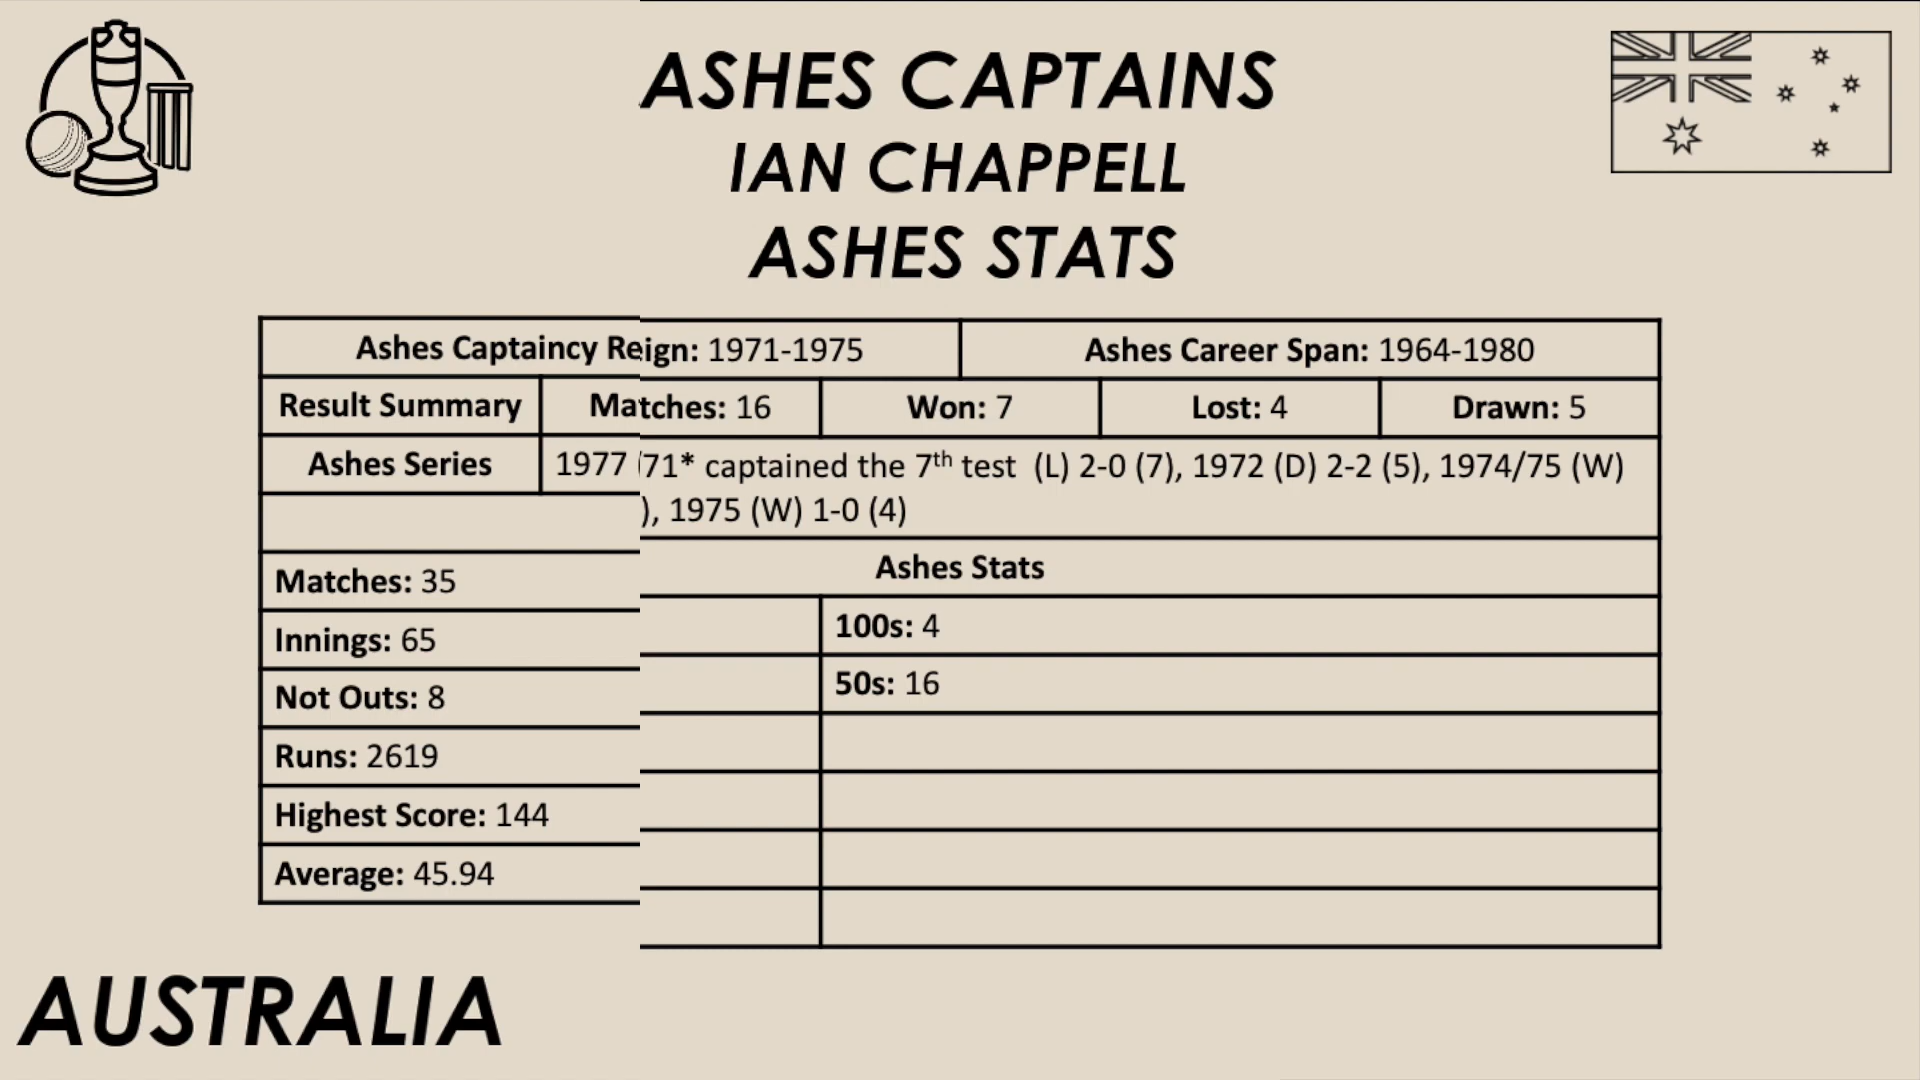 ASHES CAPTAINS
IAN CHAPPELL
ASHES STATS
Ashes Captaincy Reign: 1971-1975 Ashes Career Span: 1964-1980
Result Summary Matches: 16 Won: 7 Lost: 4 Drawn: 5
Ashes Series 1977 /71* captained the 7th test (L) 2-0 (7), 1972 (D) 2-2 (5), 1974/75 (W)
), 1975 (W) 1-0 (4)
Ashes Stats
Matches: 35
100s: 4
Innings: 65
50s: 16
Not Outs: 8
Runs: 2619
Highest Score: 144
Average: 45.94
AUSTRALIA